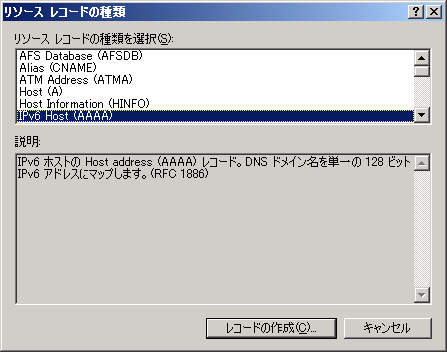 リソース レコードの種類
リソース レコードの種類を選択(S):
AFS Database (AFSDB)
Alias (CNAME)
ATM Address (ATMA)
Host (A)
Host Information (HINFO)
IPv6 Host (AAAA)
説明:
IPv6 ホストの Host address (AAAA) レコード。DNS ドメイン名を単一の 128 ビット
IPv6 アドレスにマップします。(RFC 1886)
レコードの作成(C)...
キャンセル